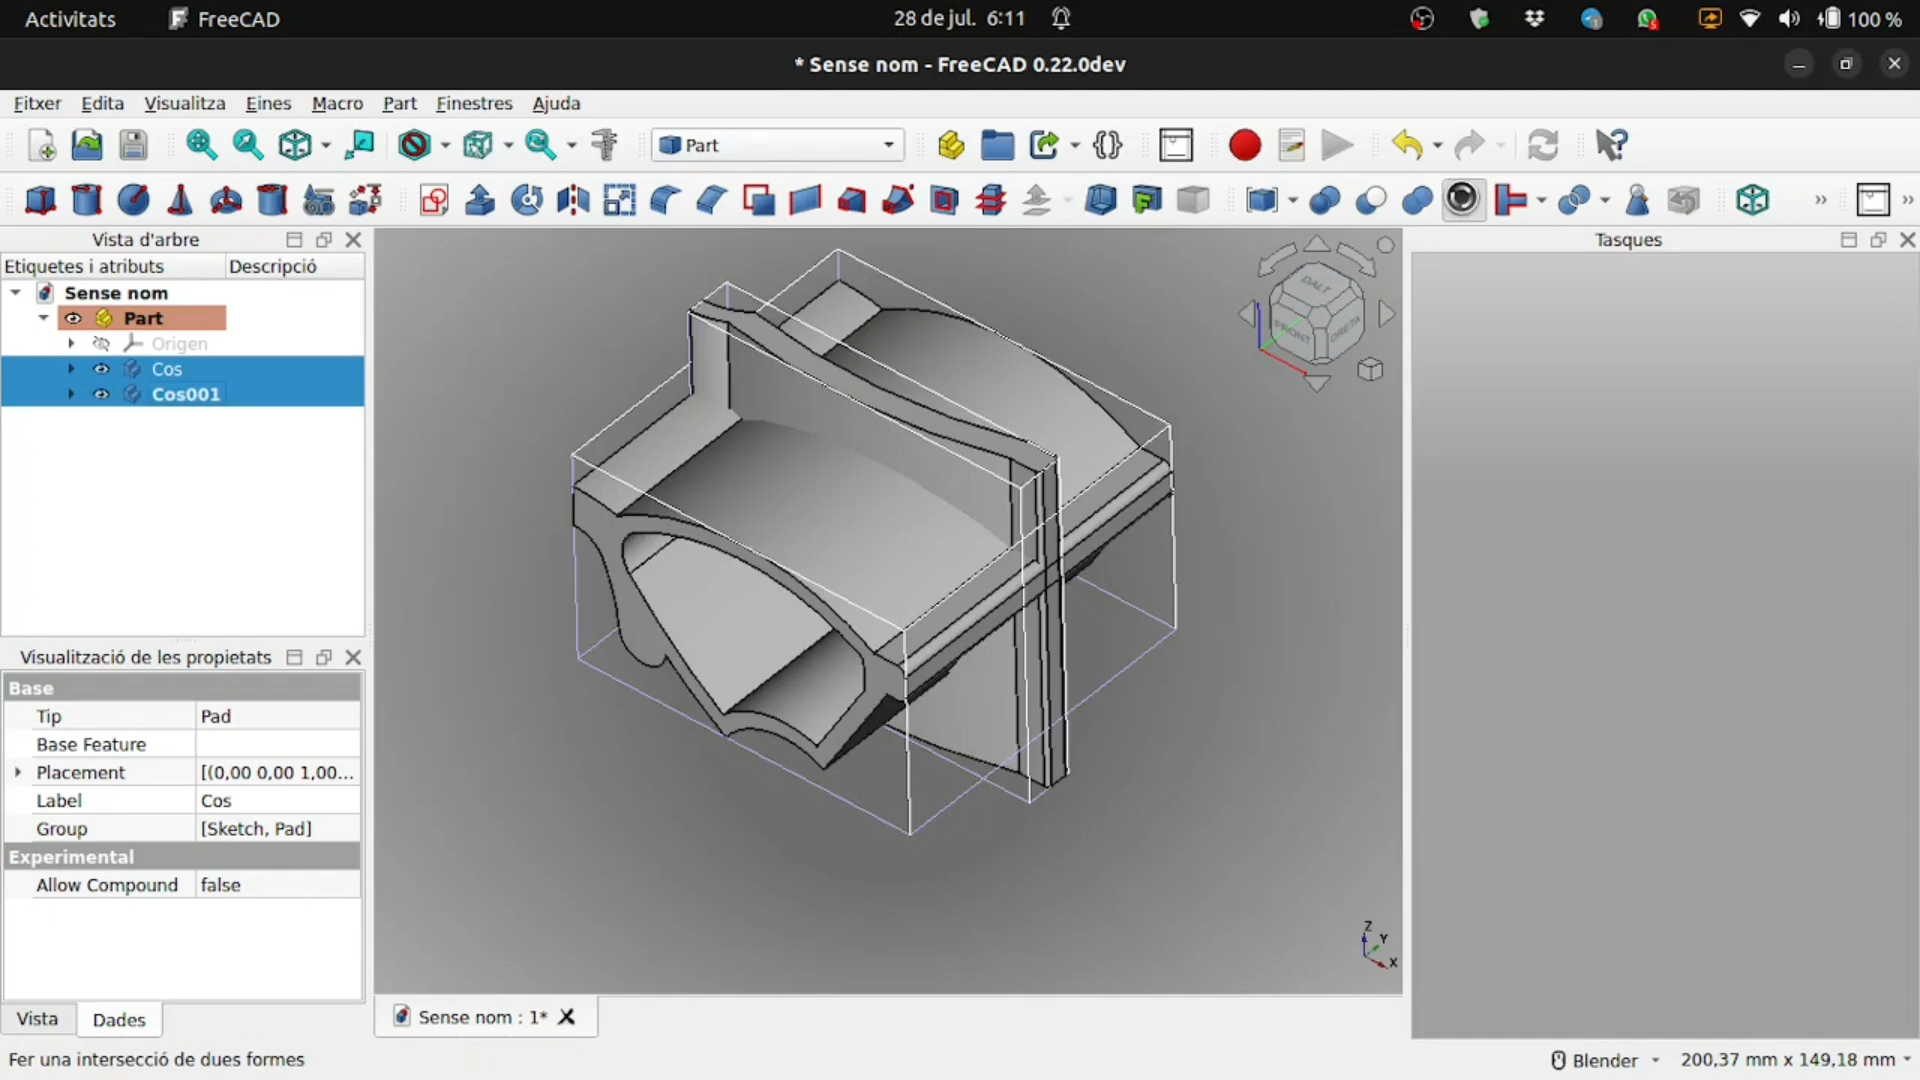 Activitats
FreeCAD
28 de jul. 6:11
100 %
* Sense nom - FreeCAD 0.22.0dev
Fitxer
Edita
Visualitza
Eines
Macro
Part
Finestres
Ajuda
Part
Vista d'arbre
Tasques
Etiquetes i atributs
Descripció
Sense nom
Part
Origen
Cos
Cos001
DALT
FRONT
DRETA
Visualització de les propietats
Base
Tip
Pad
Base Feature
Placement
[(0,00 0,00 1,00...
Label
Cos
Group
[Sketch, Pad]
Experimental
Allow Compound
false
Z
Y
X
Vista
Dades
Sense nom : 1*
Fer una intersecció de dues formes
Blender
200,37 mm x 149,18 mm